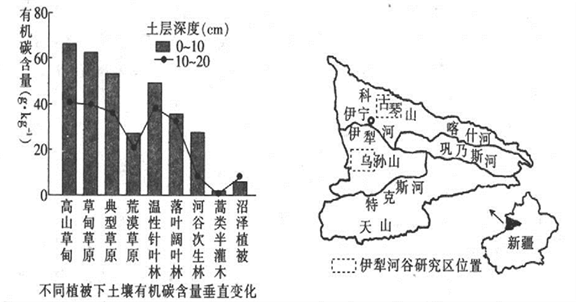 有机碳含量(g·kg⁻¹)
80
60
40
20
0
土层深度(cm)
0~10
10~20
高山草甸
草甸草原
典型草原
荒漠草原
温性针叶林
落叶阔叶林
河谷次生林
蒿类半灌木
沼泽植被
不同植被下土壤有机碳含量垂直变化
科古琴山
伊宁
伊犁河
喀什河
巩乃斯河
乌孙山
特克斯河
天山
新疆
伊犁河谷研究区位置